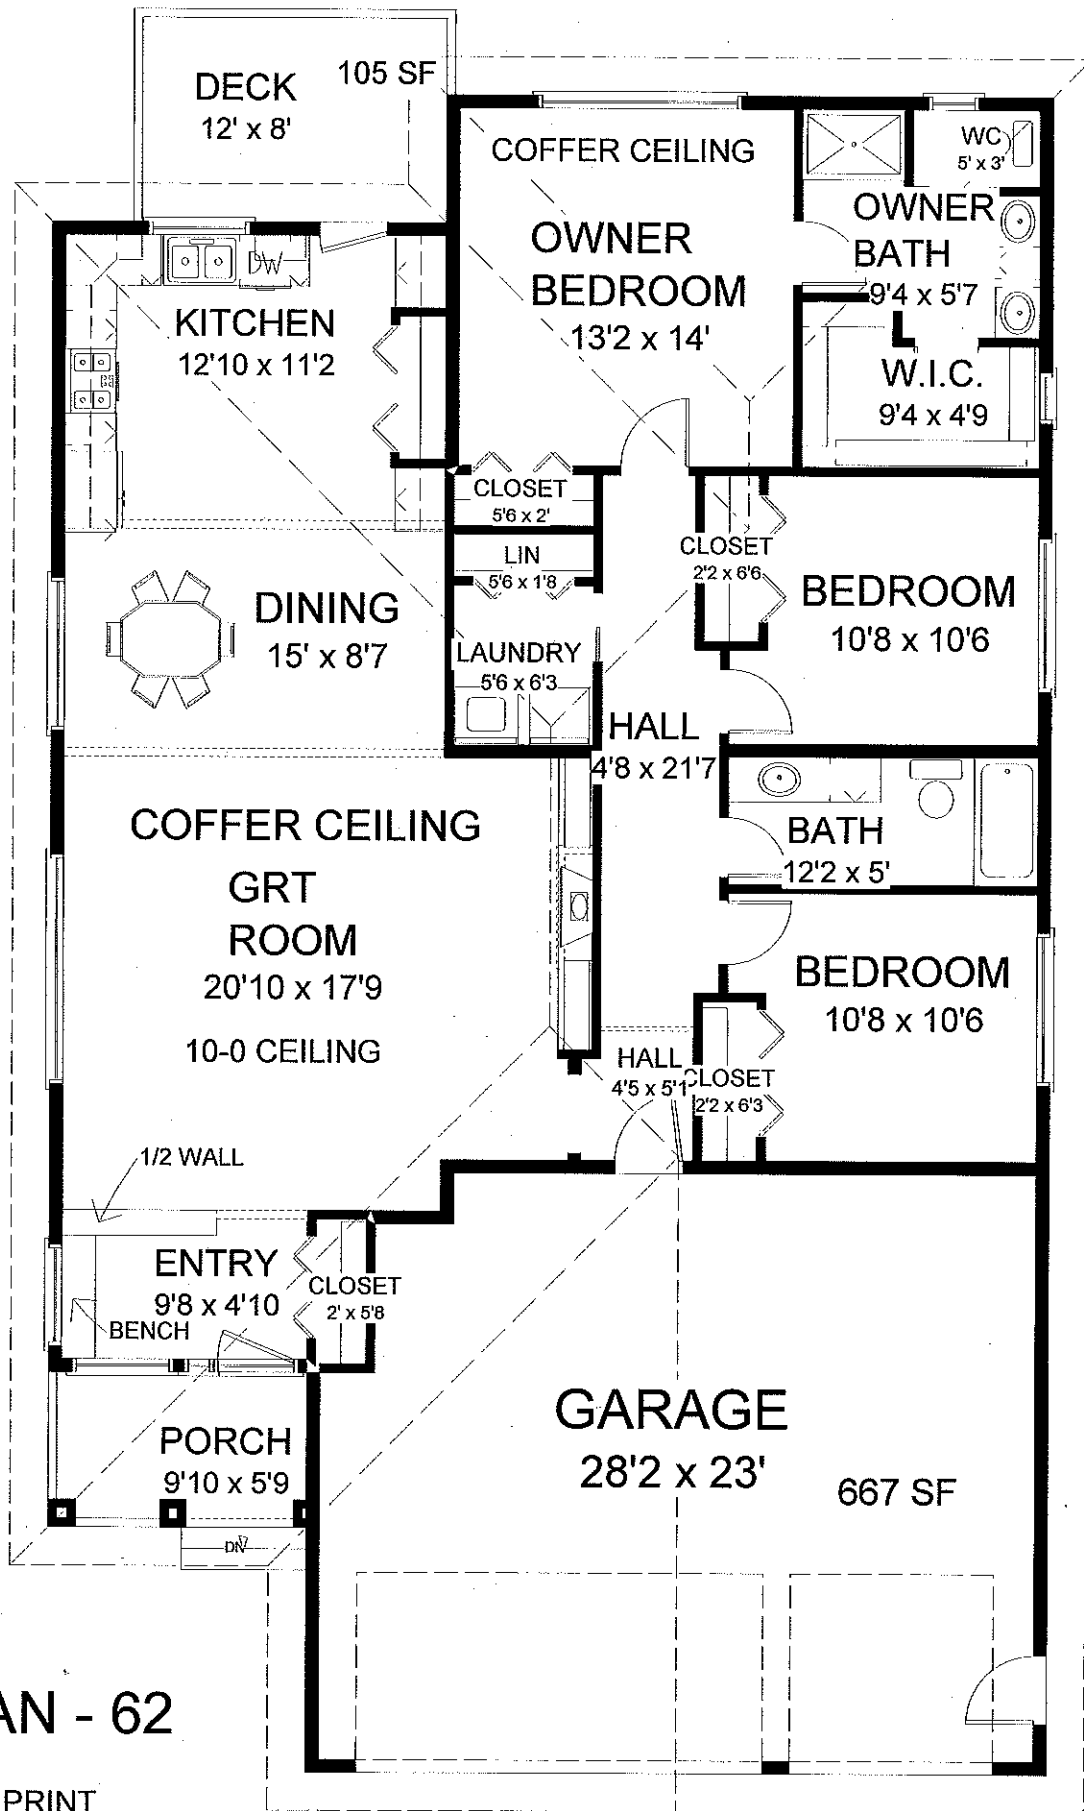 DECK
12' x 8'
105 SF
COFFER CEILING
OWNER
BEDROOM
13'2 x 14'
WC
5' x 3'
OWNER
BATH
9'4 x 5'7
W.I.C.
9'4 x 4'9
DW
KITCHEN
12'10 x 11'2
CLOSET
5'6 x 2'
LIN
5'6 x 1'8
CLOSET
2'2 x 6'6
BEDROOM
10'8 x 10'6
DINING
15' x 8'7
LAUNDRY
5'6 x 6'3
HALL
4'8 x 21'7
COFFER CEILING
GRT
ROOM
20'10 x 17'9
10-0 CEILING
BATH
12'2 x 5'
BEDROOM
10'8 x 10'6
HALL
4'5 x 5'1
CLOSET
2'2 x 6'3
1/2 WALL
ENTRY
9'8 x 4'10
BENCH
CLOSET
2' x 5'8
PORCH
9'10 x 5'9
DN
GARAGE
28'2 x 23'
667 SF
AN - 62
PRINT